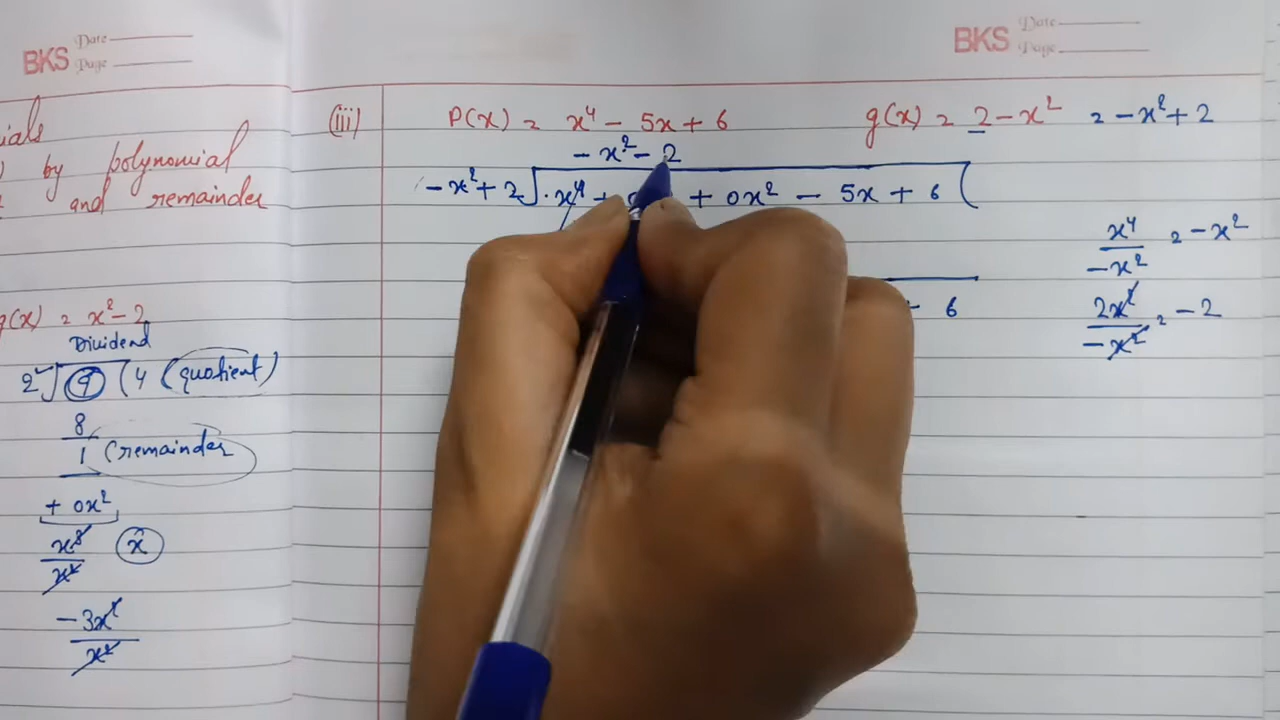 BKS Date
Page
ials
by polynomial
and remainder
g(x) = x² - 2
Dividend
2 9 (4 (quotient)
8
1 (remainder)
+ 0x²
x³ x
x²
-3x²
x²
BKS Date
Page
(iii) P(x) = x⁴ - 5x + 6 g(x) = 2 - x² = -x² + 2
-x² - 2
-x² + 2 x⁴ + + 0x² - 5x + 6
x⁴ = -x²
-x²
6
2x² = -2
-x²